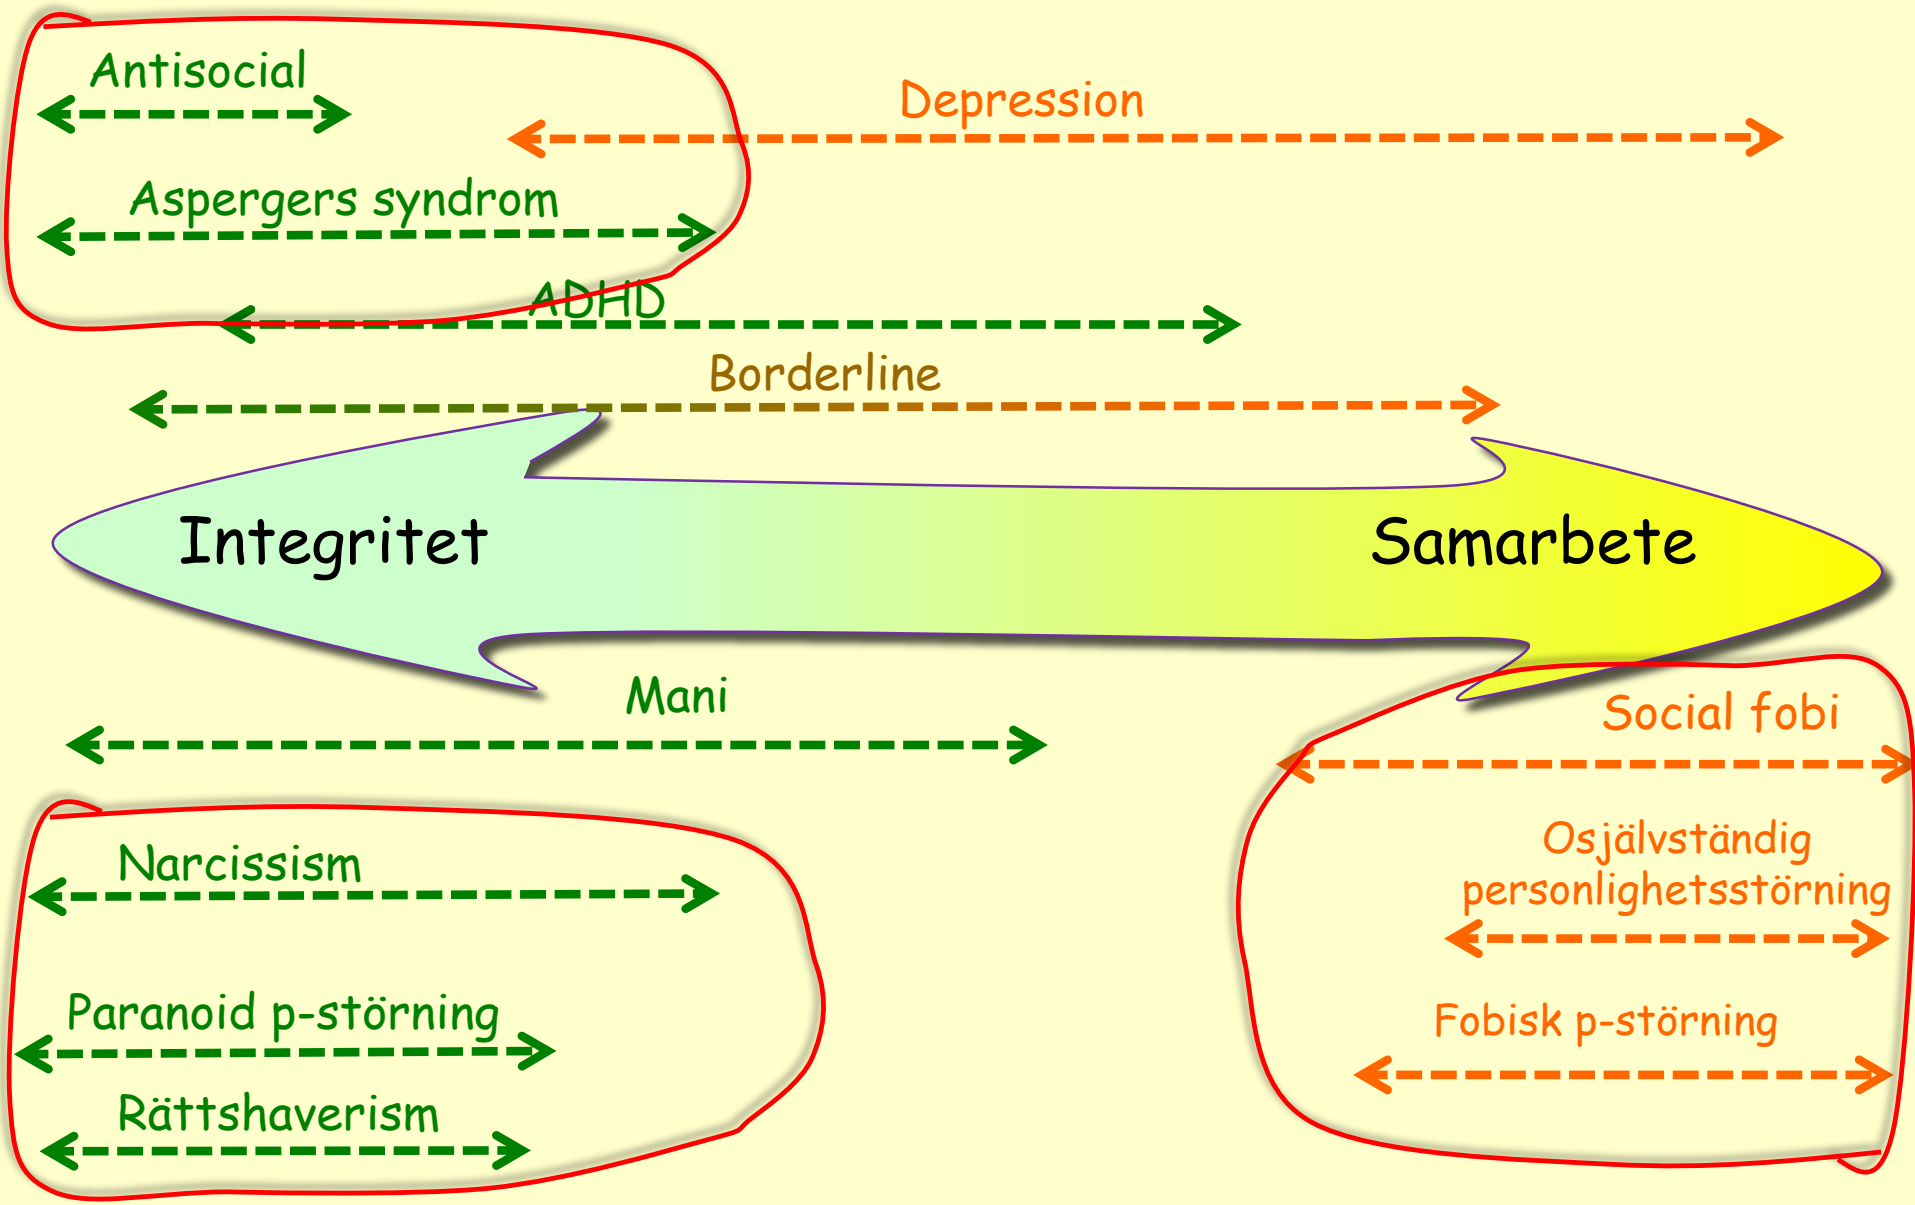 Antisocial
Depression
Aspergers syndrom
ADHD
Borderline
Integritet
Samarbete
Mani
Social fobi
Narcissism
Osjälvständig
personlighetsstörning
Paranoid p-störning
Fobisk p-störning
Rättshaverism